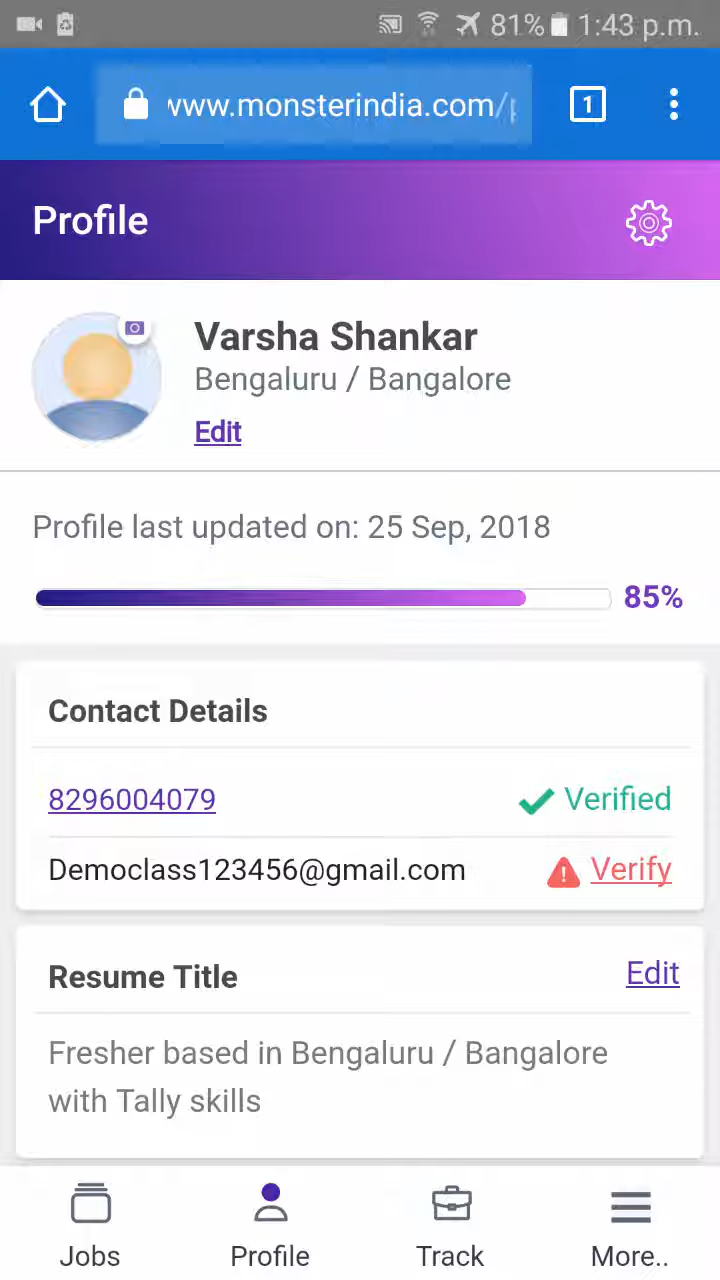 81% 1:43 p.m.
www.monsterindia.com/ 1
Profile
Varsha Shankar
Bengaluru / Bangalore
Edit
Profile last updated on: 25 Sep, 2018
85%
Contact Details
8296004079 Verified
Democlass123456@gmail.com Verify
Resume Title Edit
Fresher based in Bengaluru / Bangalore
with Tally skills
Jobs Profile Track More..